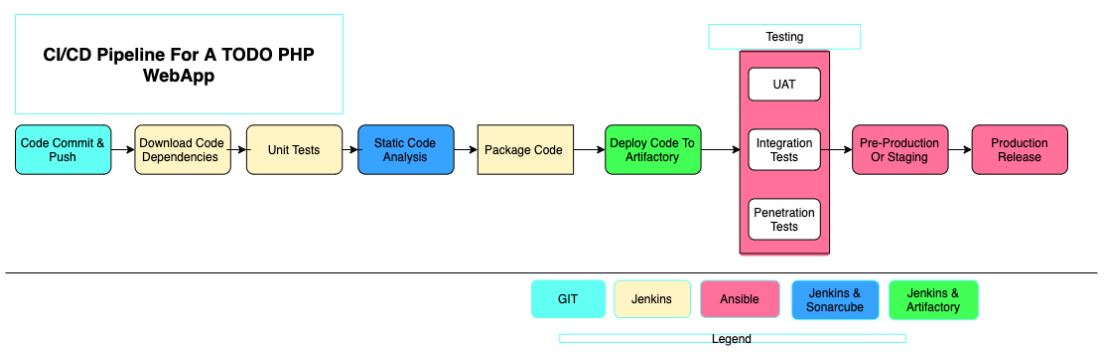 CI/CD Pipeline For A TODO PHP
WebApp
Testing
Code Commit &
Push
Download Code
Dependencies
Unit Tests
Static Code
Analysis
Package Code
Deploy Code To
Artifactory
UAT
Integration
Tests
Penetration
Tests
Pre-Production
Or Staging
Production
Release
GIT
Jenkins
Ansible
Jenkins &
Sonarcube
Jenkins &
Artifactory
Legend